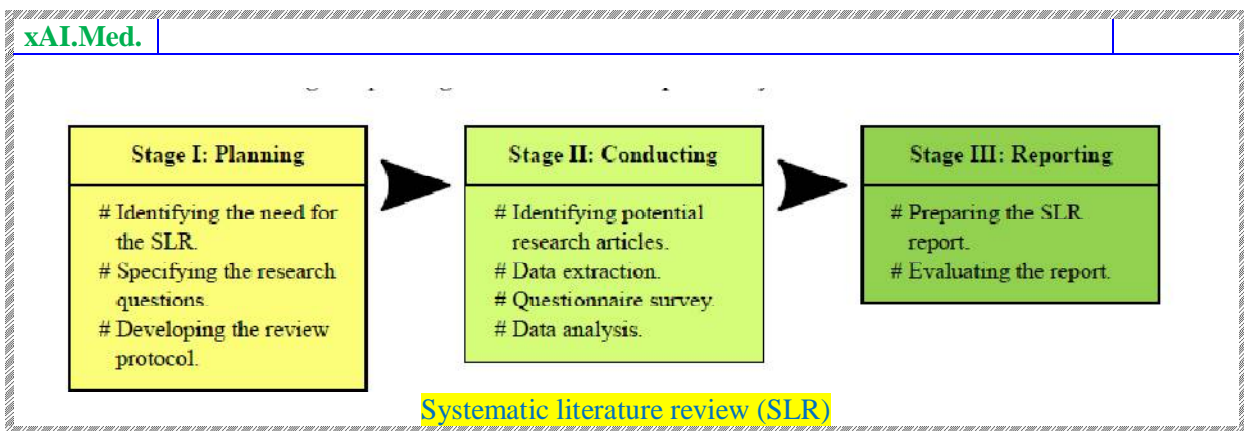 xAI.Med.
Stage I: Planning
# Identifying the need for
the SLR.
# Specifying the research
questions.
# Developing the review
protocol.
Stage II: Conducting
# Identifying potential
research articles.
# Data extraction.
# Questionnaire survey.
# Data analysis.
Stage III: Reporting
# Preparing the SLR
report.
# Evaluating the report.
Systematic literature review (SLR)